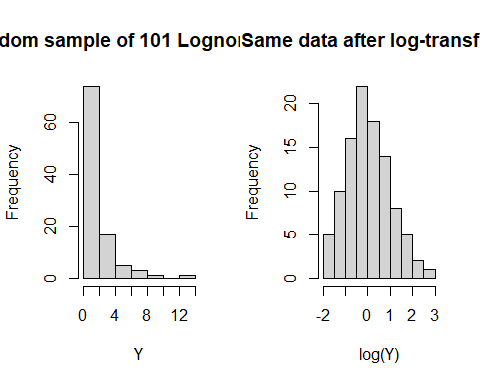 dom sample of 101 Lognor
Same data after log-transf
Frequency
0 20 40 60
0 4 8 12
Y
Frequency
0 5 10 15 20
-2 0 1 2 3
log(Y)